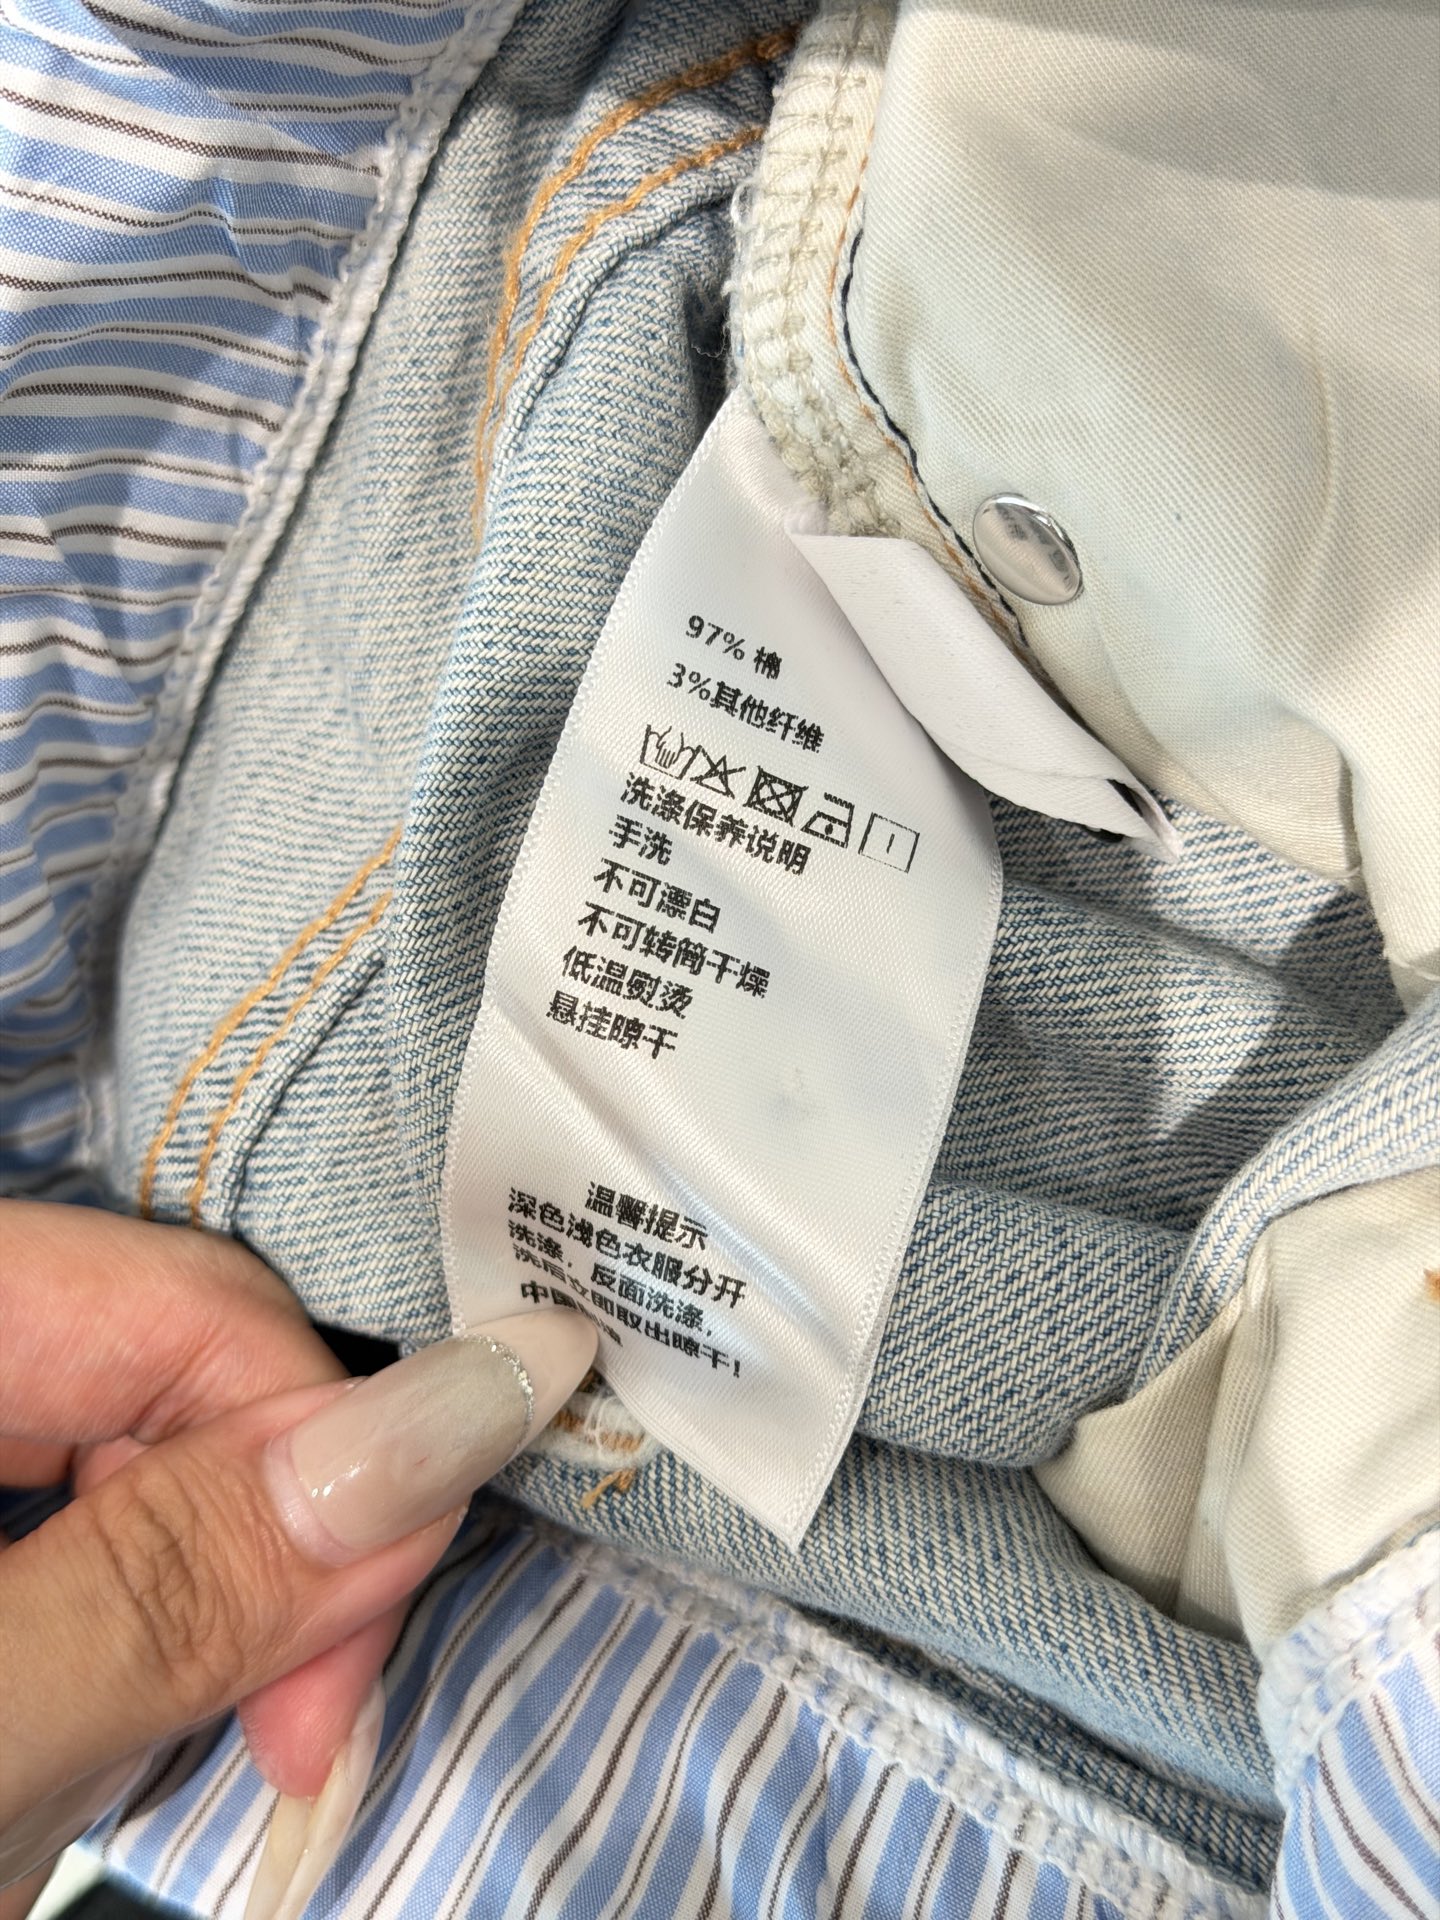 97% 棉
3%其他纤维
洗涤保养说明
手洗
不可漂白
不可转筒干燥
低温熨烫
悬挂晾干
温馨提示
深色浅色衣服分开
洗涤，反面洗涤，
洗后立即取出晾干!
中国